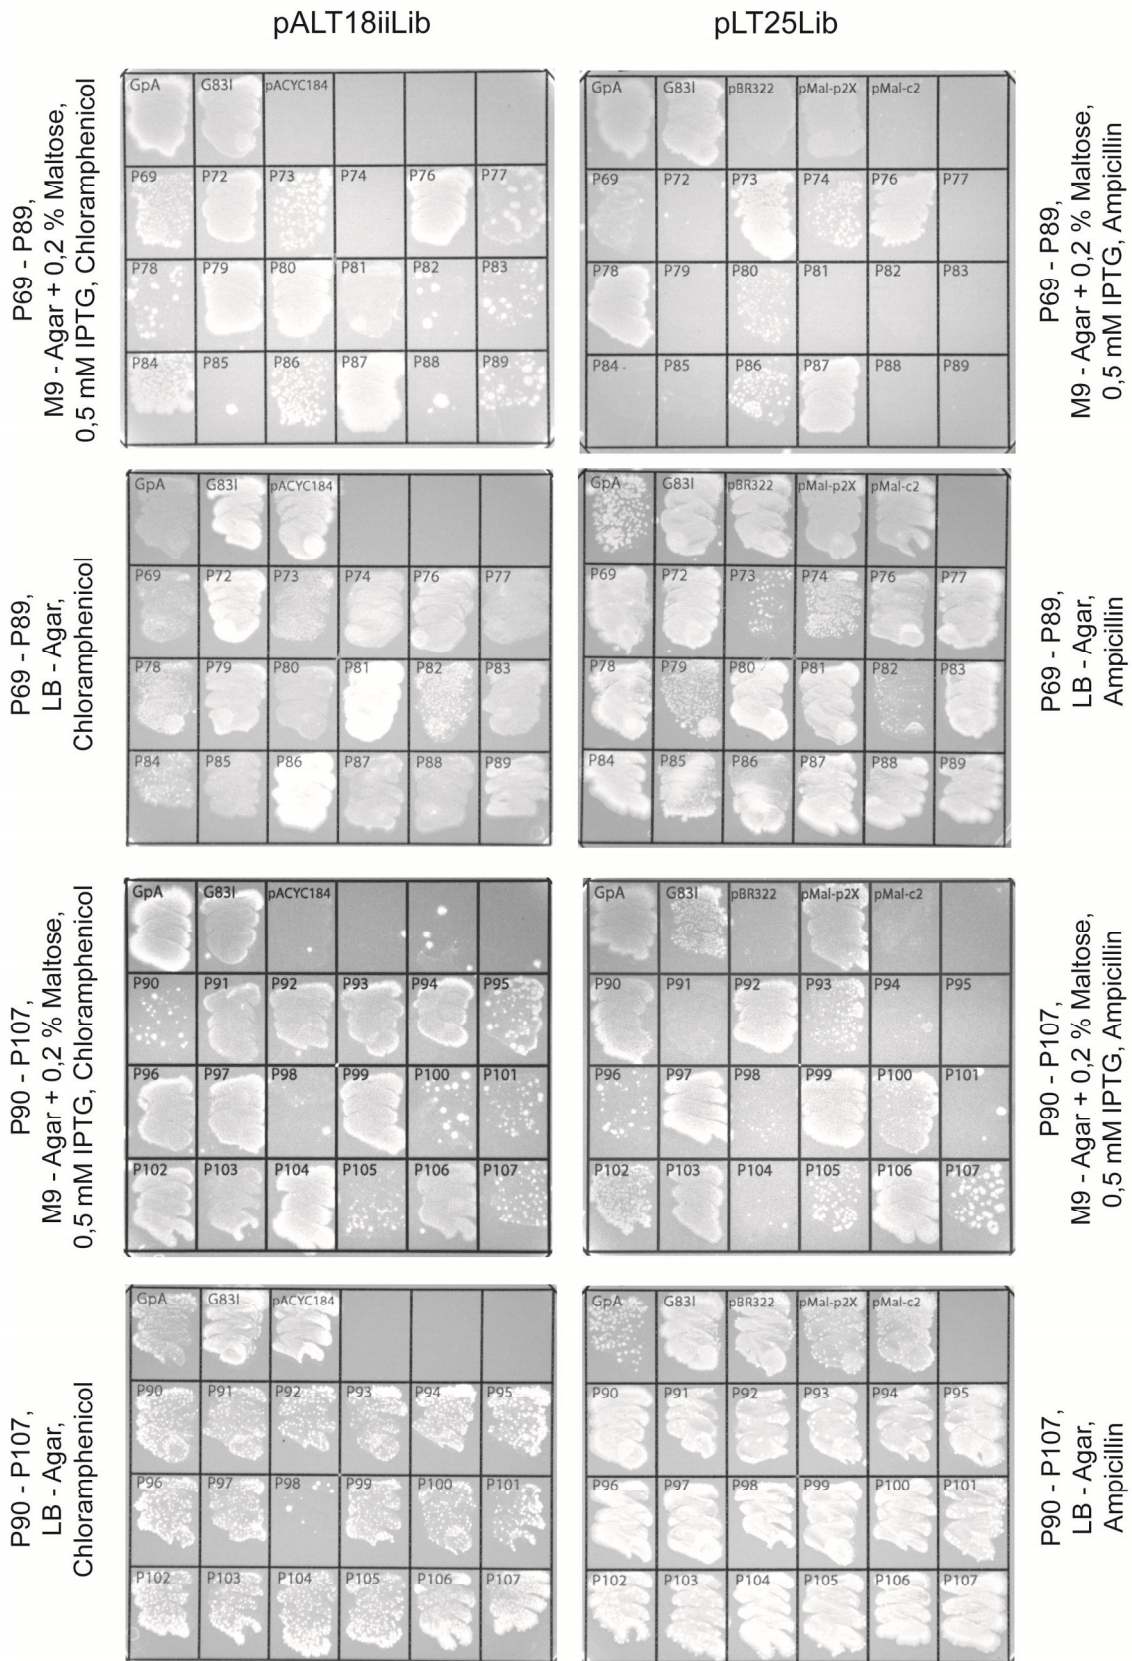 pALT18iiLib
pLT25Lib
P69 - P89,
M9 - Agar + 0,2 % Maltose,
0,5 mM IPTG, Chloramphenicol
GpA G83I pACYC184
P69 P72 P73 P74 P76 P77
P78 P79 P80 P81 P82 P83
P84 P85 P86 P87 P88 P89
GpA G83I pBR322 pMal-p2X pMal-c2
P69 P72 P73 P74 P76 P77
P78 P79 P80 P81 P82 P83
P84 P85 P86 P87 P88 P89
P69 - P89,
M9 - Agar + 0,2 % Maltose,
0,5 mM IPTG, Ampicillin
P69 - P89,
LB - Agar,
Chloramphenicol
GpA G83I pACYC184
P69 P72 P73 P74 P76 P77
P78 P79 P80 P81 P82 P83
P84 P85 P86 P87 P88 P89
GpA G83I pBR322 pMal-p2X pMal-c2
P69 P72 P73 P74 P76 P77
P78 P79 P80 P81 P82 P83
P84 P85 P86 P87 P88 P89
P69 - P89,
LB - Agar,
Ampicillin
P90 - P107,
M9 - Agar + 0,2 % Maltose,
0,5 mM IPTG, Chloramphenicol
GpA G83I pACYC184
P90 P91 P92 P93 P94 P95
P96 P97 P98 P99 P100 P101
P102 P103 P104 P105 P106 P107
GpA G83I pBR322 pMal-p2X pMal-c2
P90 P91 P92 P93 P94 P95
P96 P97 P98 P99 P100 P101
P102 P103 P104 P105 P106 P107
P90 - P107,
M9 - Agar + 0,2 % Maltose,
0,5 mM IPTG, Ampicillin
P90 - P107,
LB - Agar,
Chloramphenicol
GpA G83I pACYC184
P90 P91 P92 P93 P94 P95
P96 P97 P98 P99 P100 P101
P102 P103 P104 P105 P106 P107
GpA G83I pBR322 pMal-p2X pMal-c2
P90 P91 P92 P93 P94 P95
P96 P97 P98 P99 P100 P101
P102 P103 P104 P105 P106 P107
P90 - P107,
LB - Agar,
Ampicillin